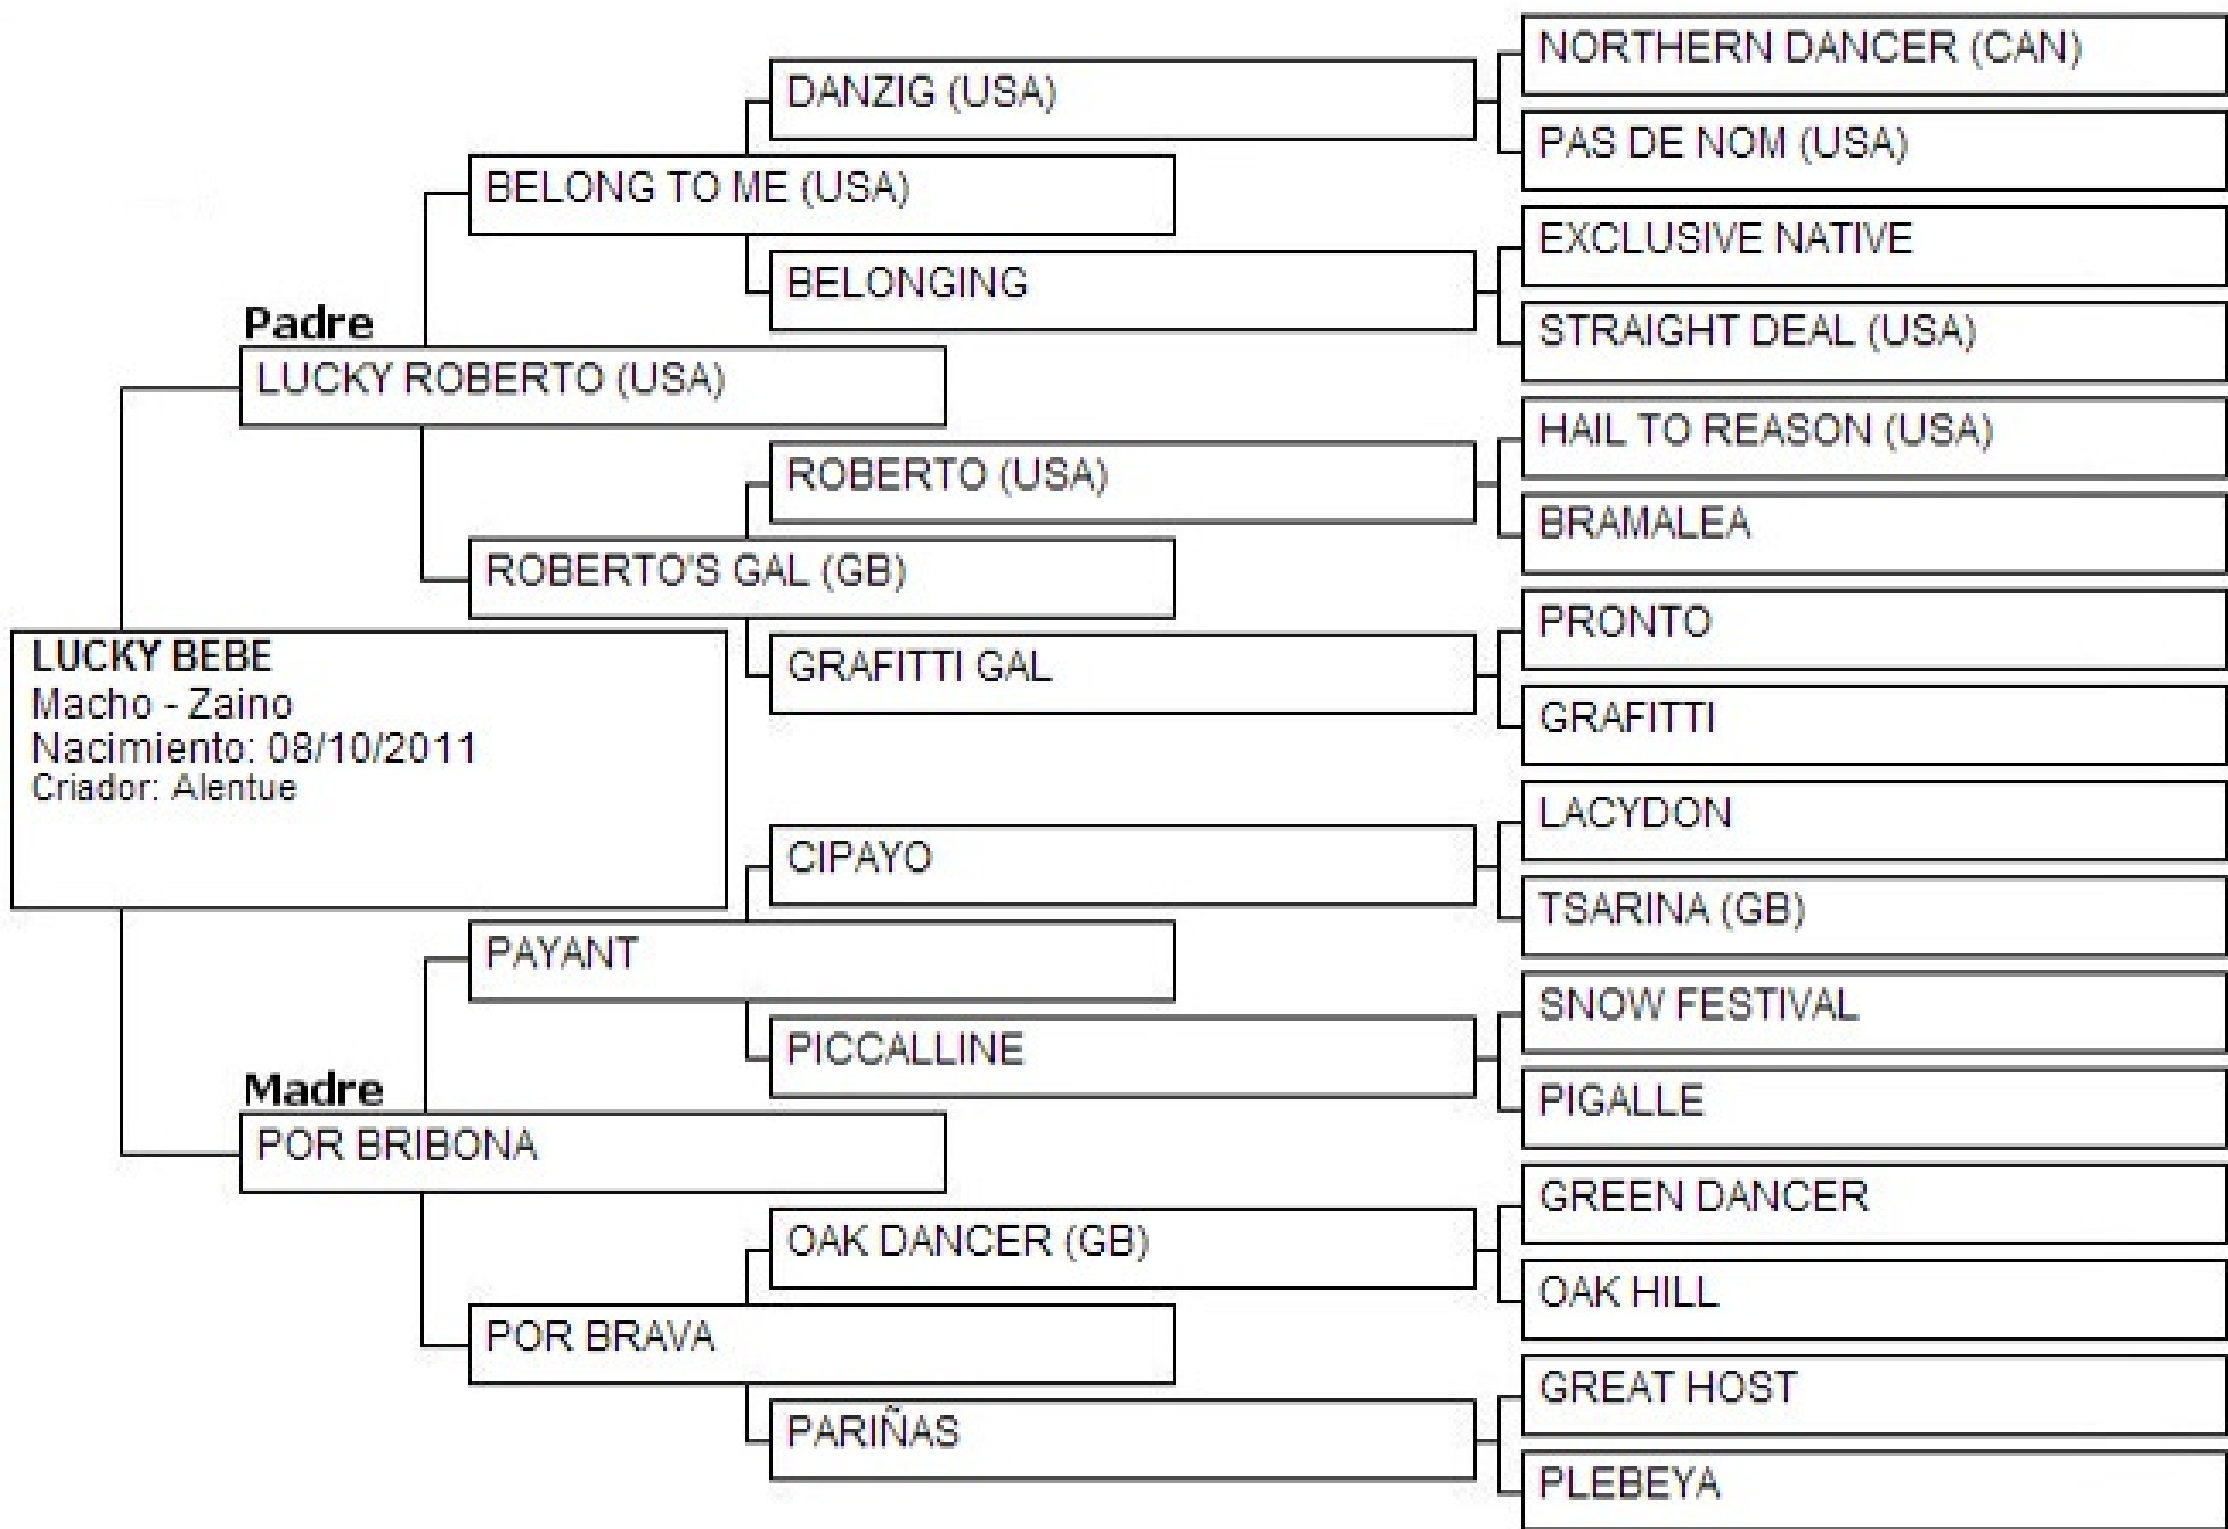 NORTHERN DANCER (CAN)
DANZIG (USA)
PAS DE NOM (USA)
BELONG TO ME (USA)
EXCLUSIVE NATIVE
BELONGING
STRAIGHT DEAL (USA)
Padre
LUCKY ROBERTO (USA)
HAIL TO REASON (USA)
ROBERTO (USA)
BRAMALEA
ROBERTO'S GAL (GB)
PRONTO
GRAFITTI GAL
GRAFITTI
LUCKY BEBE
Macho - Zaino
Nacimiento: 08/10/2011
Criador: Alentue
LACYDON
CIPAYO
TSARINA (GB)
PAYANT
SNOW FESTIVAL
PICCALLINE
PIGALLE
Madre
POR BRIBONA
GREEN DANCER
OAK DANCER (GB)
OAK HILL
POR BRAVA
GREAT HOST
PARIÑAS
PLEBEYA